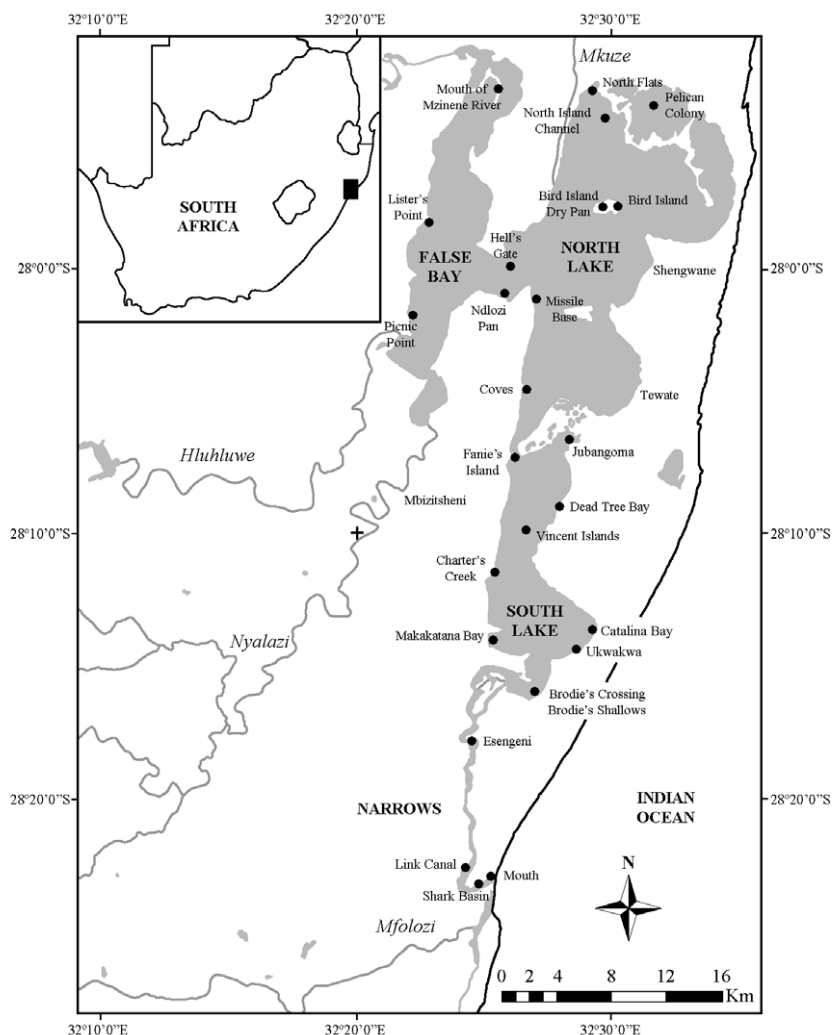 32°10'0"E
32°20'0"E
32°30'0"E
Mkuze
North Flats
Mouth of
Mzinene River
Pelican
Colony
North Island
Channel
Bird Island
Dry Pan
Bird Island
SOUTH
AFRICA
Lister's
Point
Hell's
Gate
FALSE
BAY
NORTH
LAKE
28°0'0"S
28°0'0"S
Shengwane
Ndlozi
Pan
Missile
Base
Picnic
Point
Coves
Tewate
Hluhluwe
Fanie's
Island
Jubangoma
Mbizitsheni
Dead Tree Bay
28°10'0"S
28°10'0"S
Vincent Islands
Charter's
Creek
SOUTH
LAKE
Makakatana Bay
Catalina Bay
Nyalazi
Ukwakwa
Brodie's Crossing
Brodie's Shallows
Esengeni
28°20'0"S
28°20'0"S
NARROWS
INDIAN
OCEAN
N
Link Canal
Mouth
Shark Basin
Mfolozi
0 2 4 8 12 16
Km
32°10'0"E
32°20'0"E
32°30'0"E